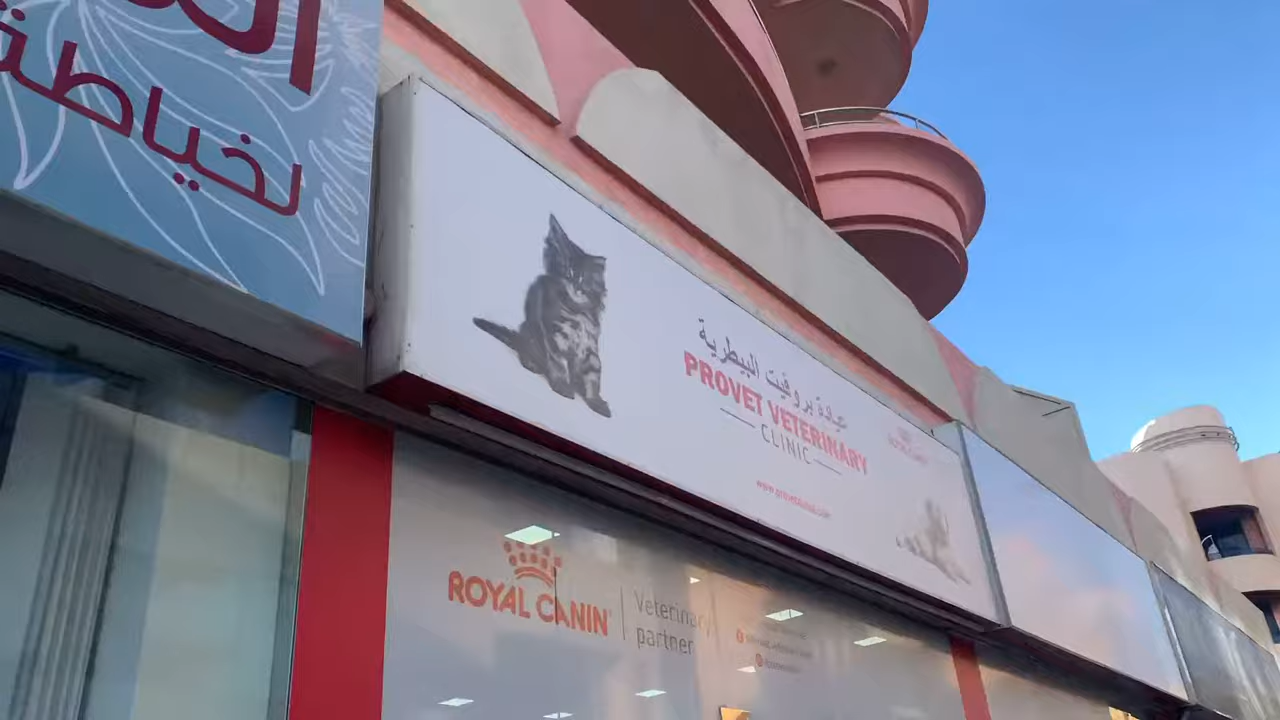 لخياطة
عيادة بروفيت البيطرية
PROVET VETERINARY
CLINIC
ROYAL CANIN
Veterinary
partner